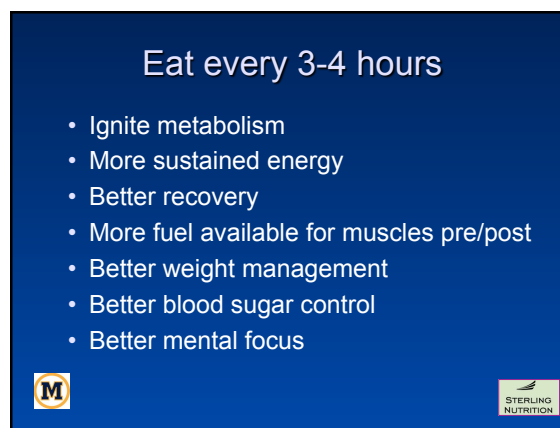 Eat every 3-4 hours
• Ignite metabolism
• More sustained energy
• Better recovery
• More fuel available for muscles pre/post
• Better weight management
• Better blood sugar control
• Better mental focus
M
STERLING
NUTRITION